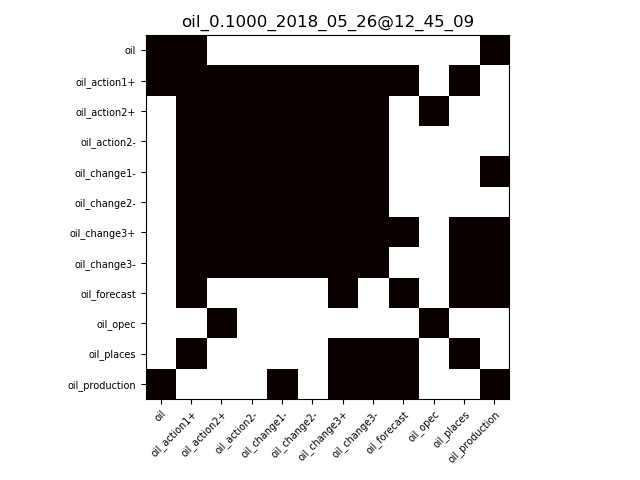 oil_0.1000_2018_05_26@12_45_09
oil
oil_action1+
oil_action2+
oil_action2-
oil_change1-
oil_change2-
oil_change3+
oil_change3-
oil_forecast
oil_opec
oil_places
oil_production
oil
oil_action1+
oil_action2+
oil_action2-
oil_change1-
oil_change2-
oil_change3+
oil_change3-
oil_forecast
oil_opec
oil_places
oil_production